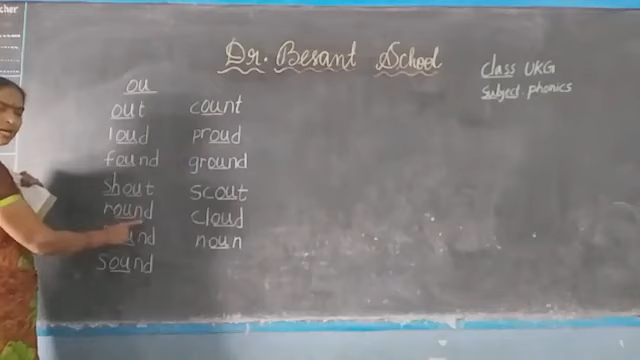 Dr. Besant School
class UKG
Subject. phonics
ou
out
loud
found
shout
round
sound
count
proud
ground
scout
cloud
noun